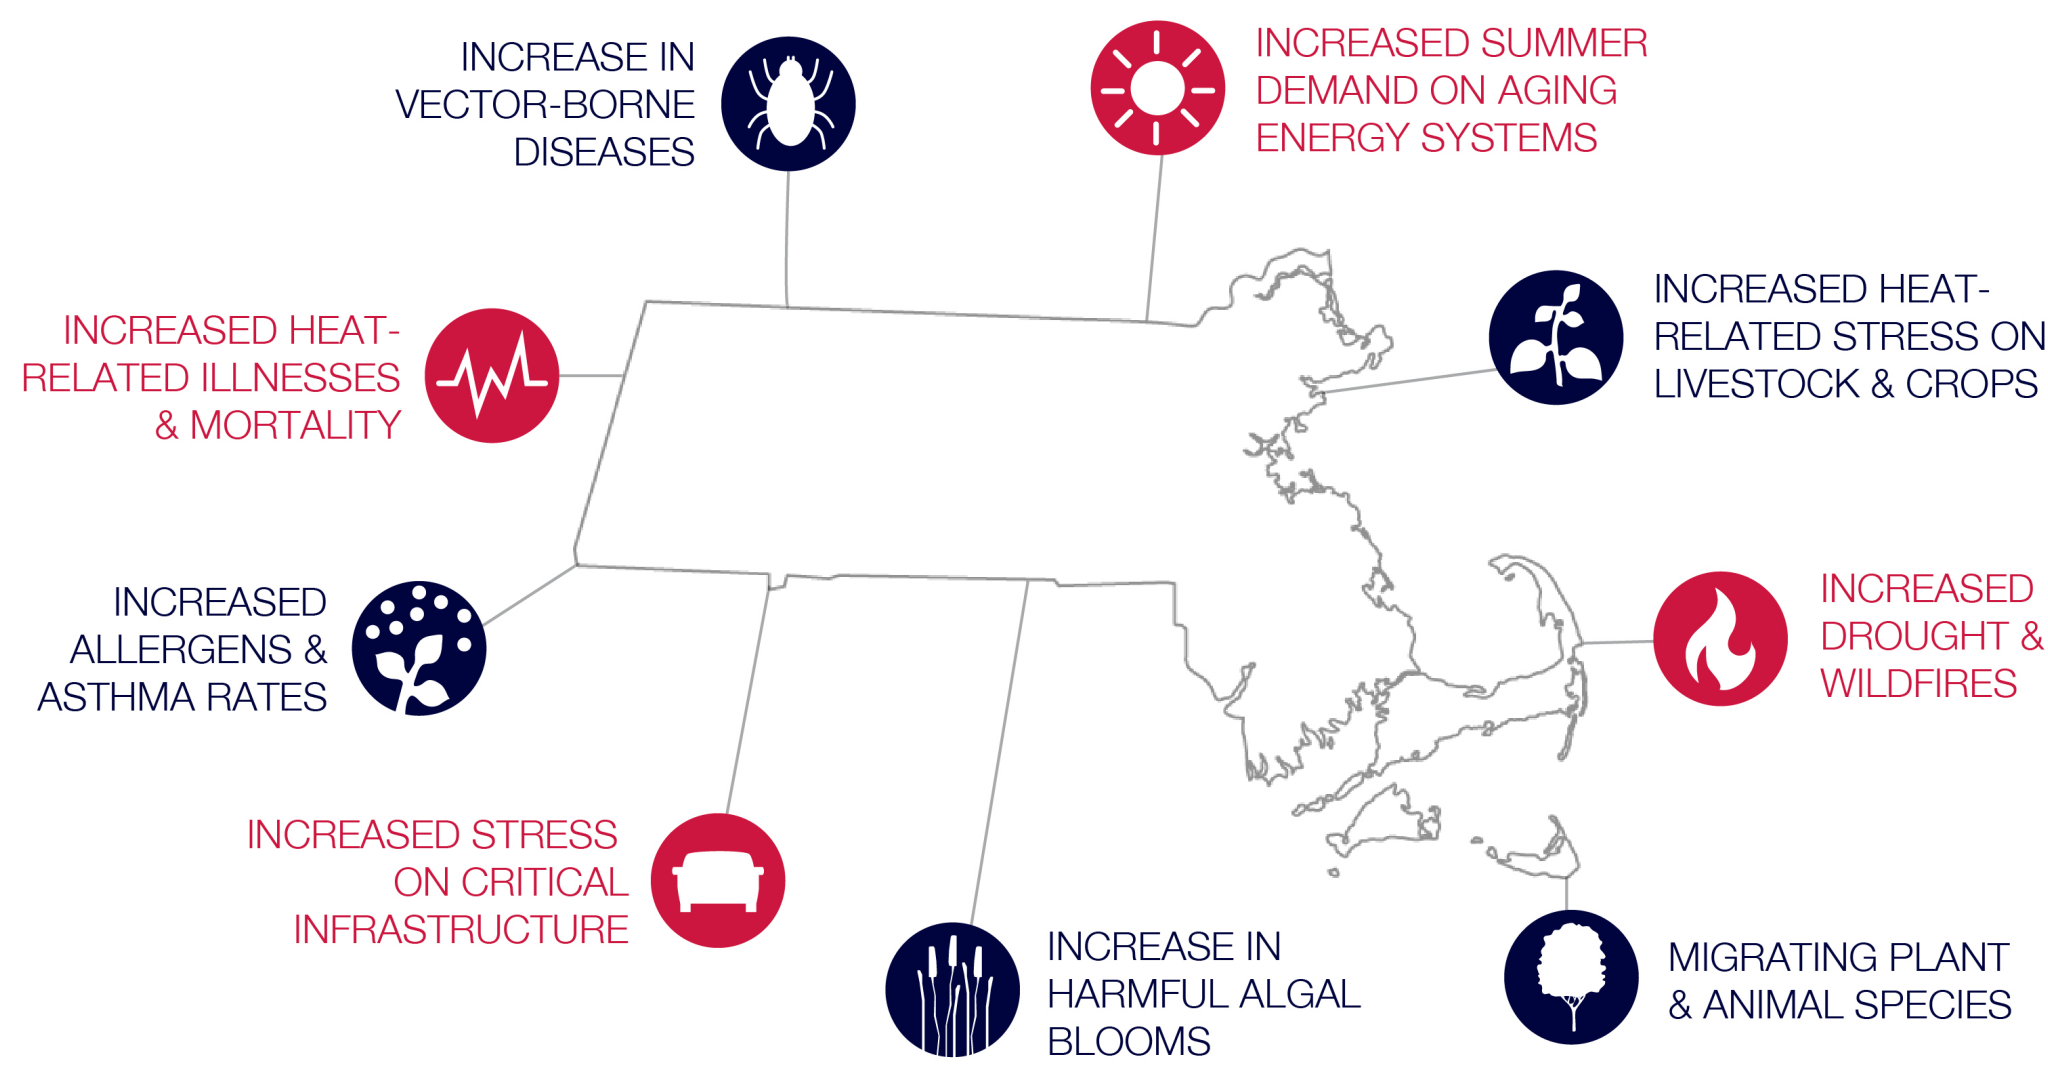 INCREASE IN
VECTOR-BORNE
DISEASES
INCREASED SUMMER
DEMAND ON AGING
ENERGY SYSTEMS
INCREASED HEAT-
RELATED ILLNESSES
& MORTALITY
INCREASED HEAT-
RELATED STRESS ON
LIVESTOCK & CROPS
INCREASED
ALLERGENS &
ASTHMA RATES
INCREASED
DROUGHT &
WILDFIRES
INCREASED STRESS
ON CRITICAL
INFRASTRUCTURE
INCREASE IN
HARMFUL ALGAL
BLOOMS
MIGRATING PLANT
& ANIMAL SPECIES